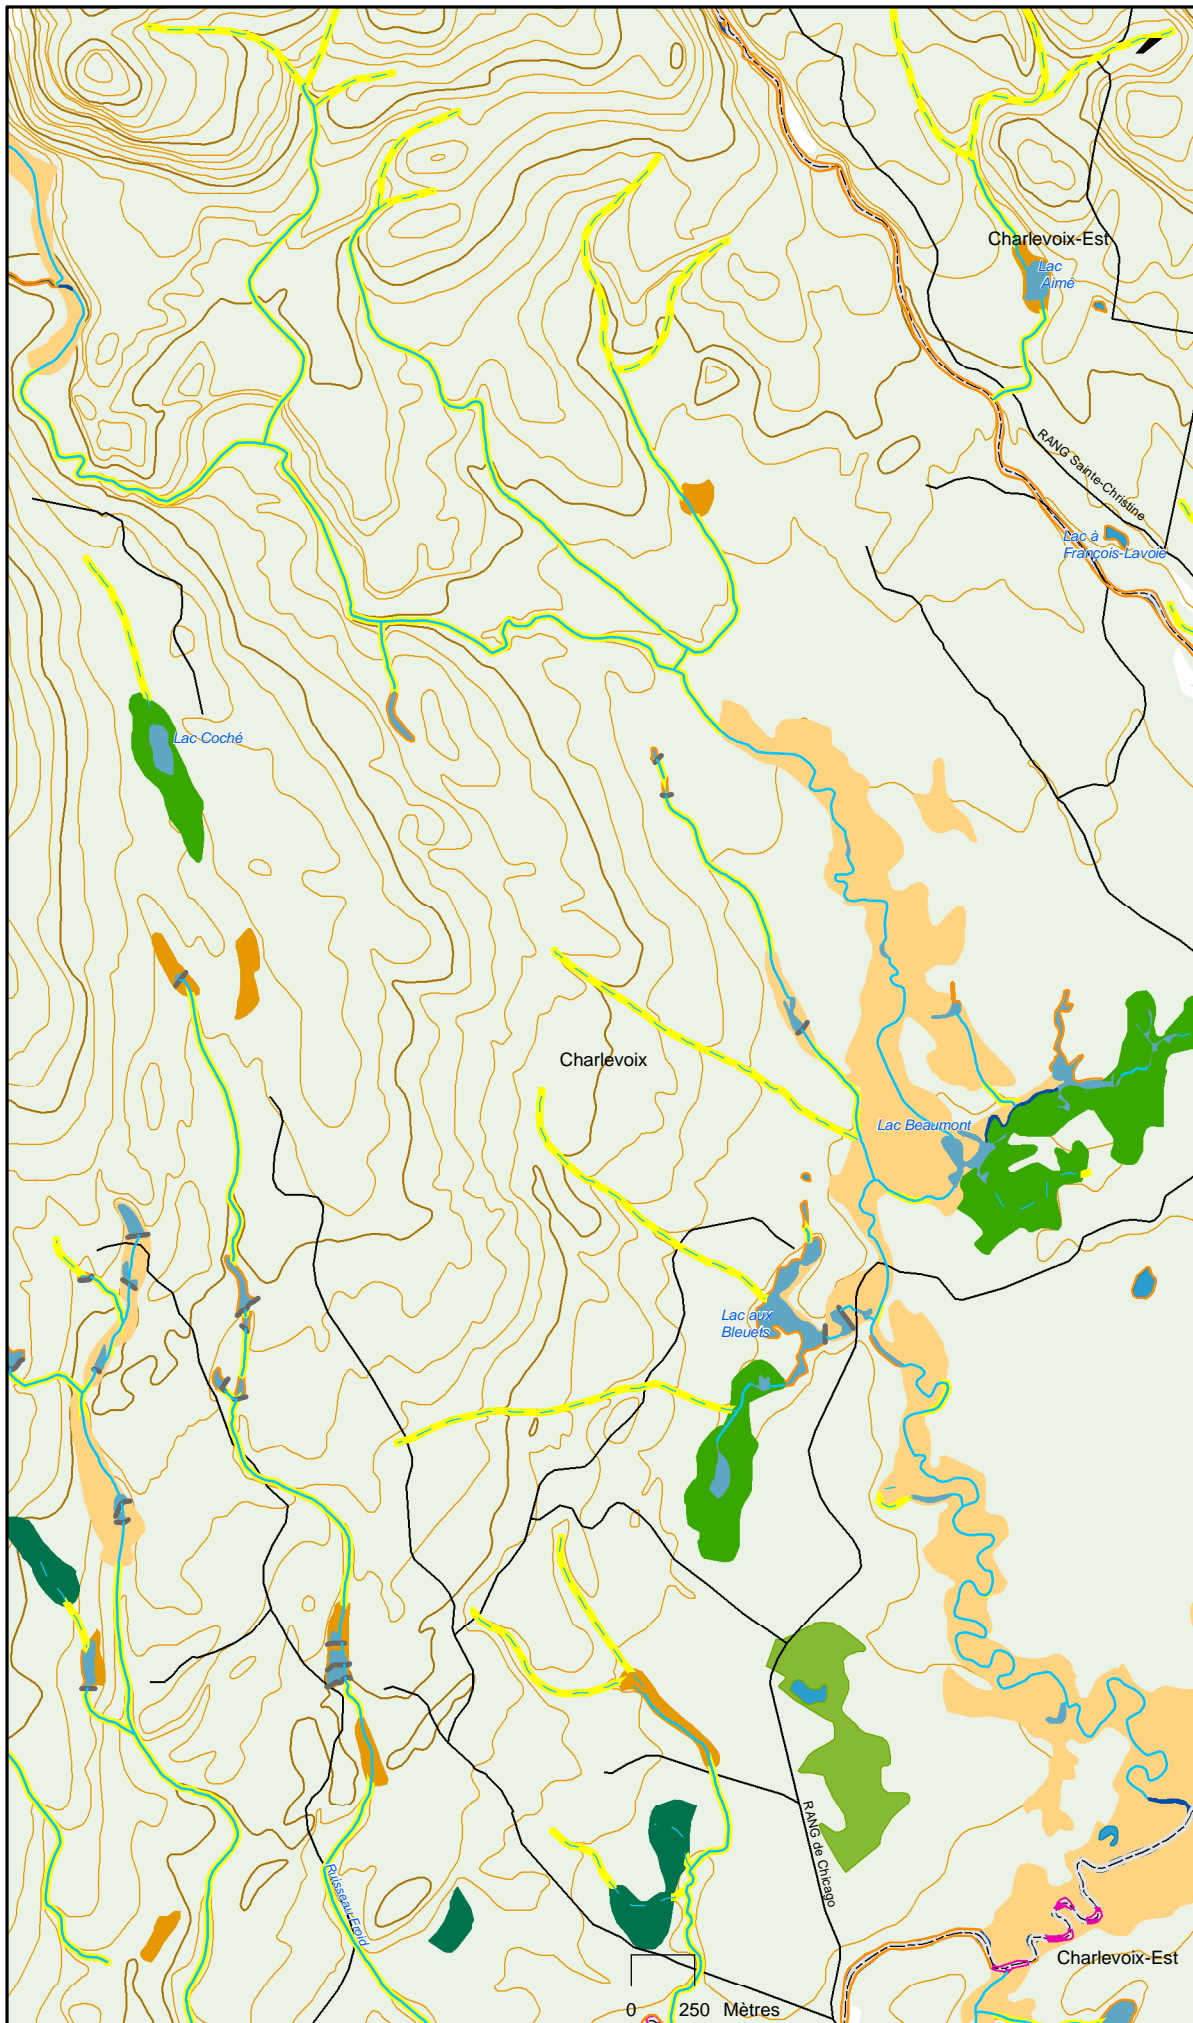 Charlevoix-Est
Lac
Aimé
RANG Sainte-Christine
Lac à
François-Lavoie
Lac Coché
Charlevoix
Lac Beaumont
Lac aux
Bleuets
RANG de Chicago
Ruisseau Froid
Charlevoix-Est
0 250 Mètres